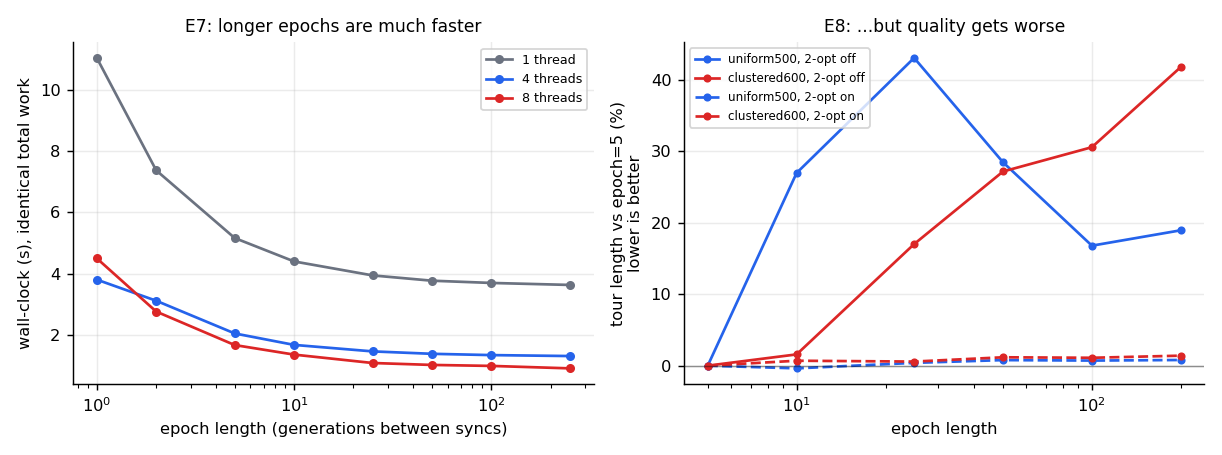 E7: longer epochs are much faster
wall-clock (s), identical total work
10
8
6
4
2
1 thread
4 threads
8 threads
10⁰
10¹
10²
epoch length (generations between syncs)
E8: ...but quality gets worse
tour length vs epoch=5 (%)
lower is better
40
30
20
10
0
uniform500, 2-opt off
clustered600, 2-opt off
uniform500, 2-opt on
clustered600, 2-opt on
10¹
10²
epoch length